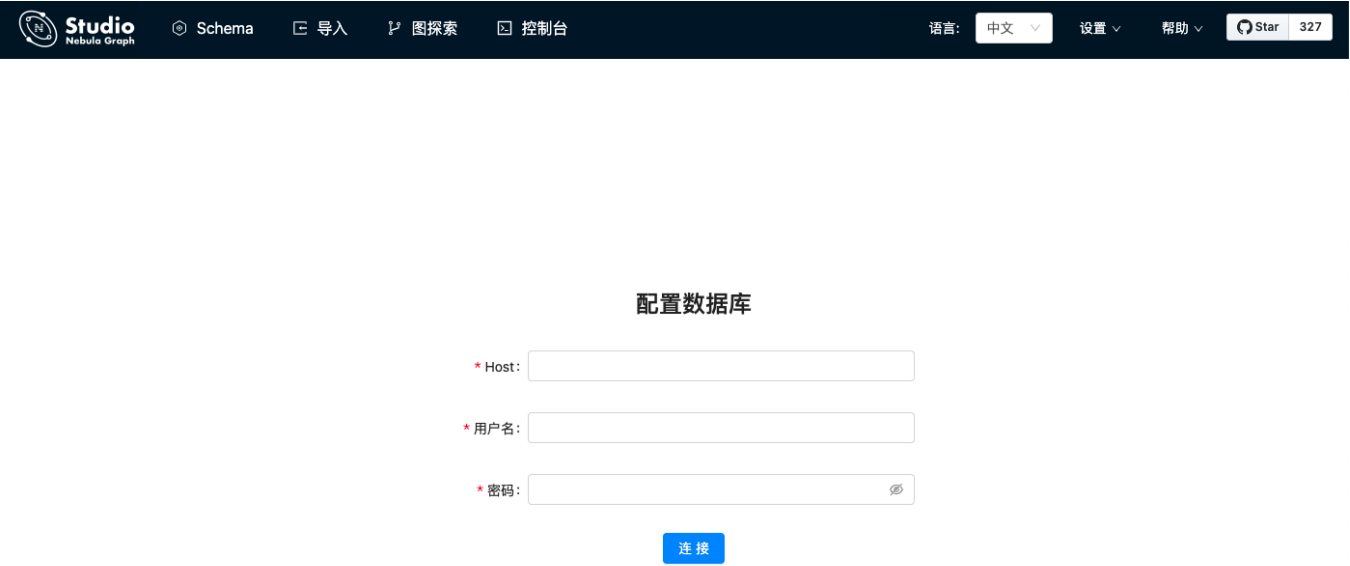 Studio
Nebula Graph
Schema 导入 图探索 控制台 语言: 中文 设置 帮助 Star 327
配置数据库
* Host:
* 用户名:
* 密码:
连 接